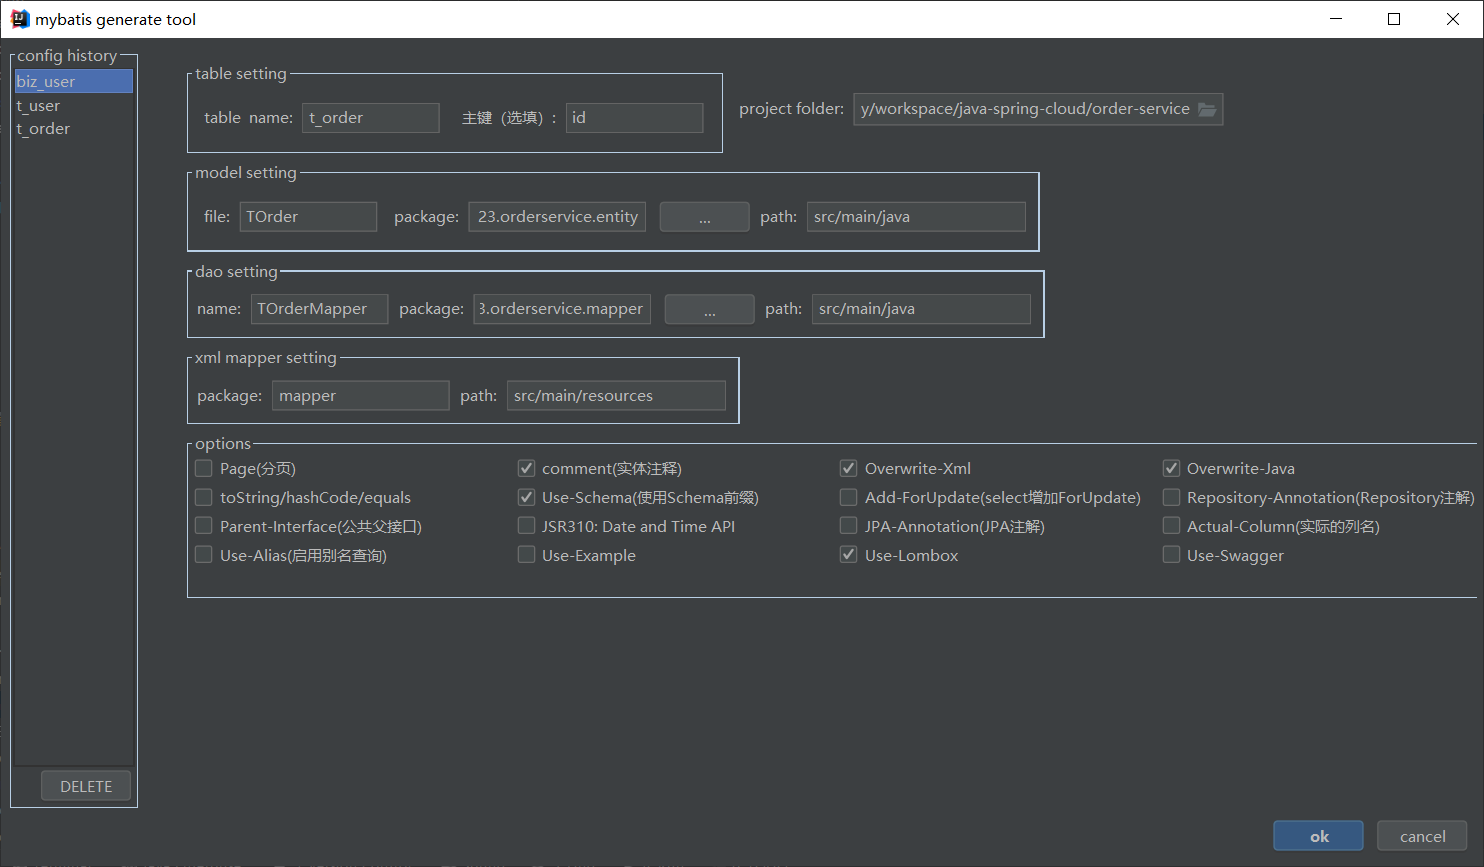 mybatis generate tool
config history
biz_user
t_user
t_order
DELETE
table setting
table name: t_order 主键（选填）: id
project folder: y/workspace/java-spring-cloud/order-service
model setting
file: TOrder package: 23.orderservice.entity ... path: src/main/java
dao setting
name: TOrderMapper package: 3.orderservice.mapper ... path: src/main/java
xml mapper setting
package: mapper path: src/main/resources
options
Page(分页) comment(实体注释) Overwrite-Xml Overwrite-Java
toString/hashCode/equals Use-Schema(使用Schema前缀) Add-ForUpdate(select增加ForUpdate) Repository-Annotation(Repository注解)
Parent-Interface(公共父接口) JSR310: Date and Time API JPA-Annotation(JPA注解) Actual-Column(实际的列名)
Use-Alias(启用别名查询) Use-Example Use-Lombox Use-Swagger
ok cancel